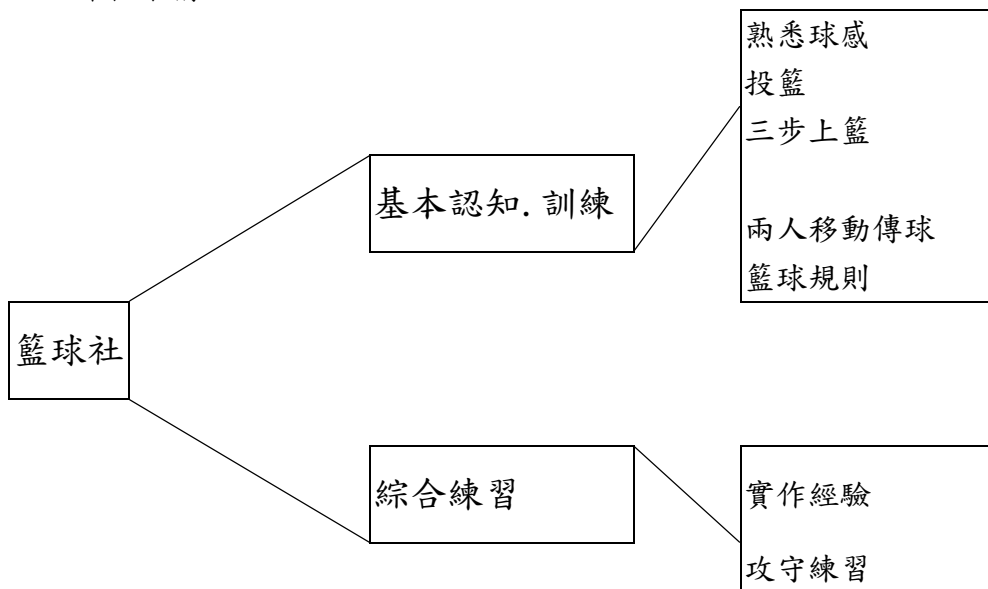 籃球社
基本認知.訓練
熟悉球感
投籃
三步上籃
兩人移動傳球
籃球規則
綜合練習
實作經驗
攻守練習